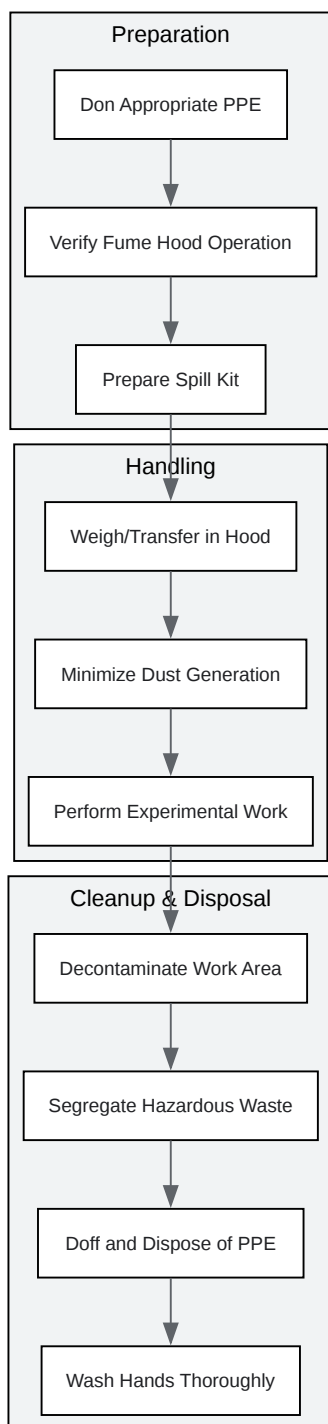 Preparation
Don Appropriate PPE
Verify Fume Hood Operation
Prepare Spill Kit
Handling
Weigh/Transfer in Hood
Minimize Dust Generation
Perform Experimental Work
Cleanup & Disposal
Decontaminate Work Area
Segregate Hazardous Waste
Doff and Dispose of PPE
Wash Hands Thoroughly